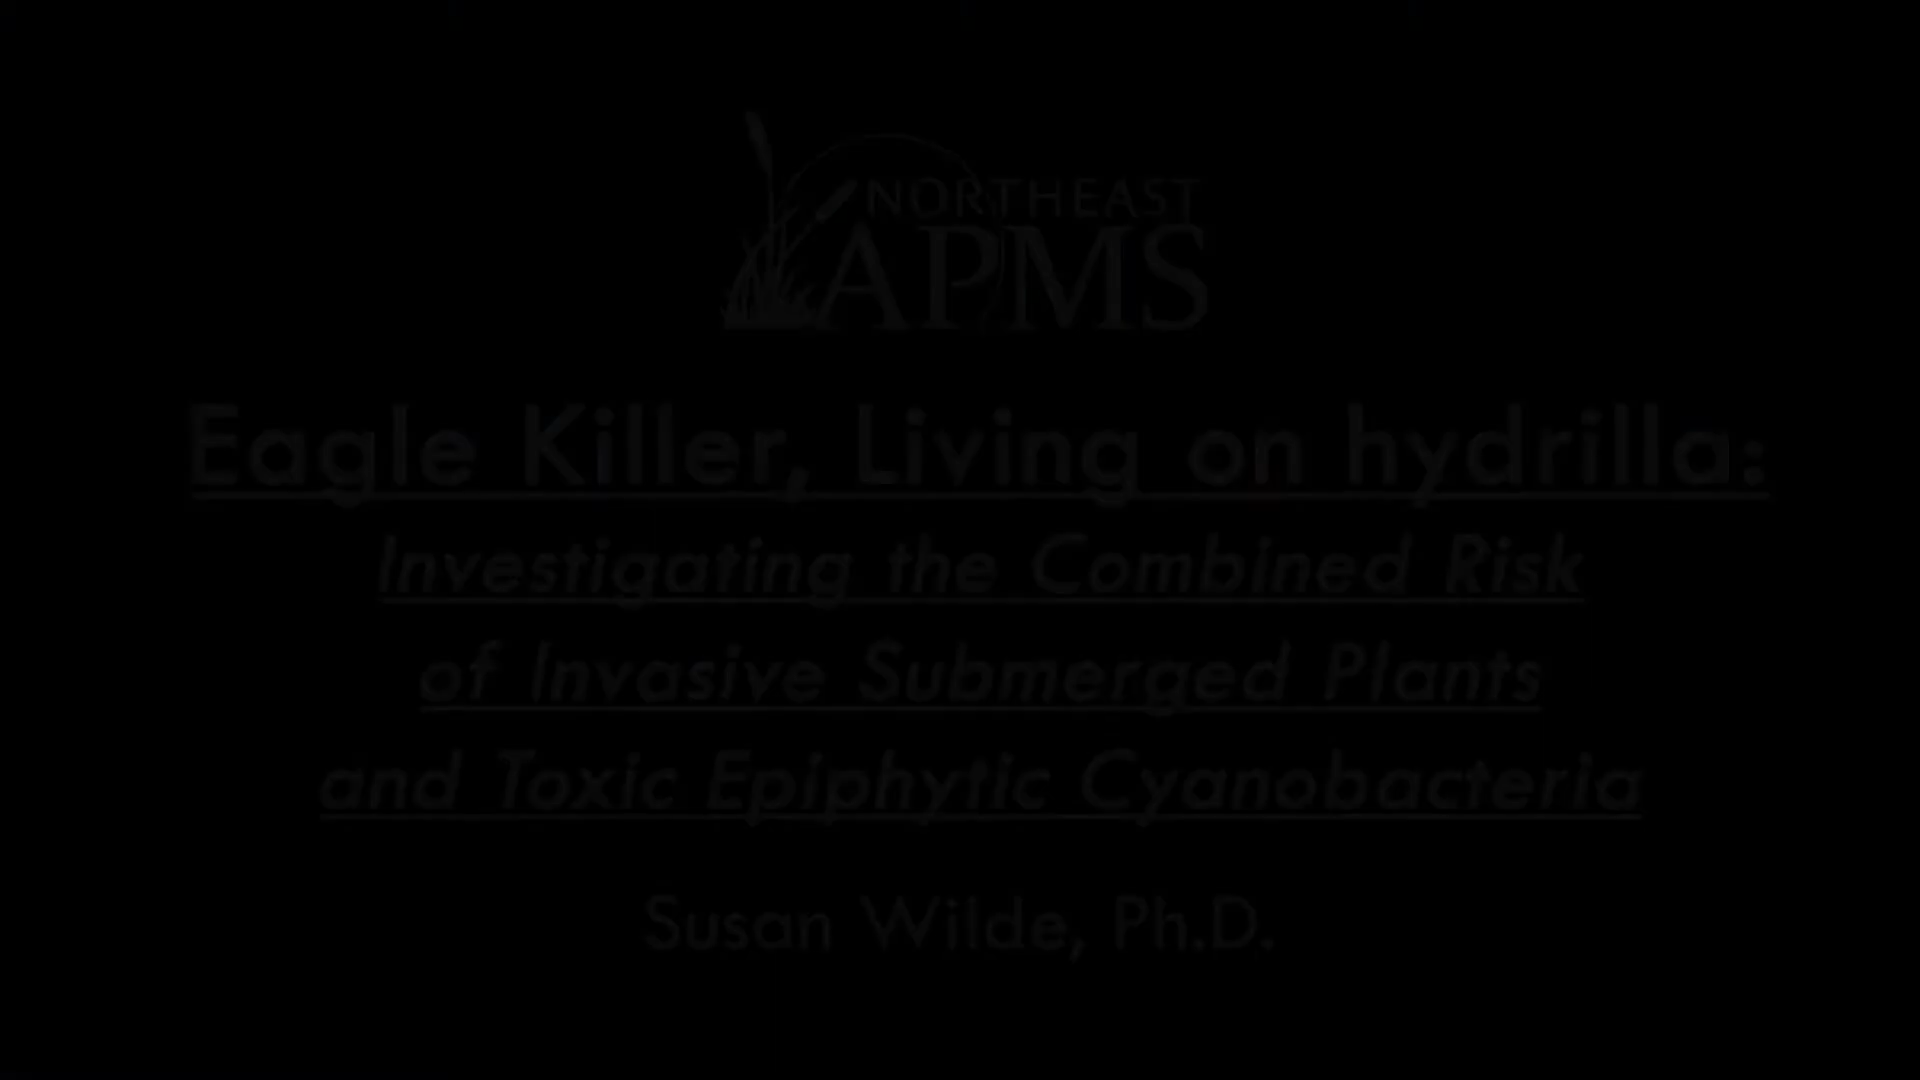 NORTHEAST
APMS
Eagle Killer, Living on hydrilla:
Investigating the Combined Risk
of Invasive Submerged Plants
and Toxic Epiphytic Cyanobacteria
Susan Wilde, Ph.D.